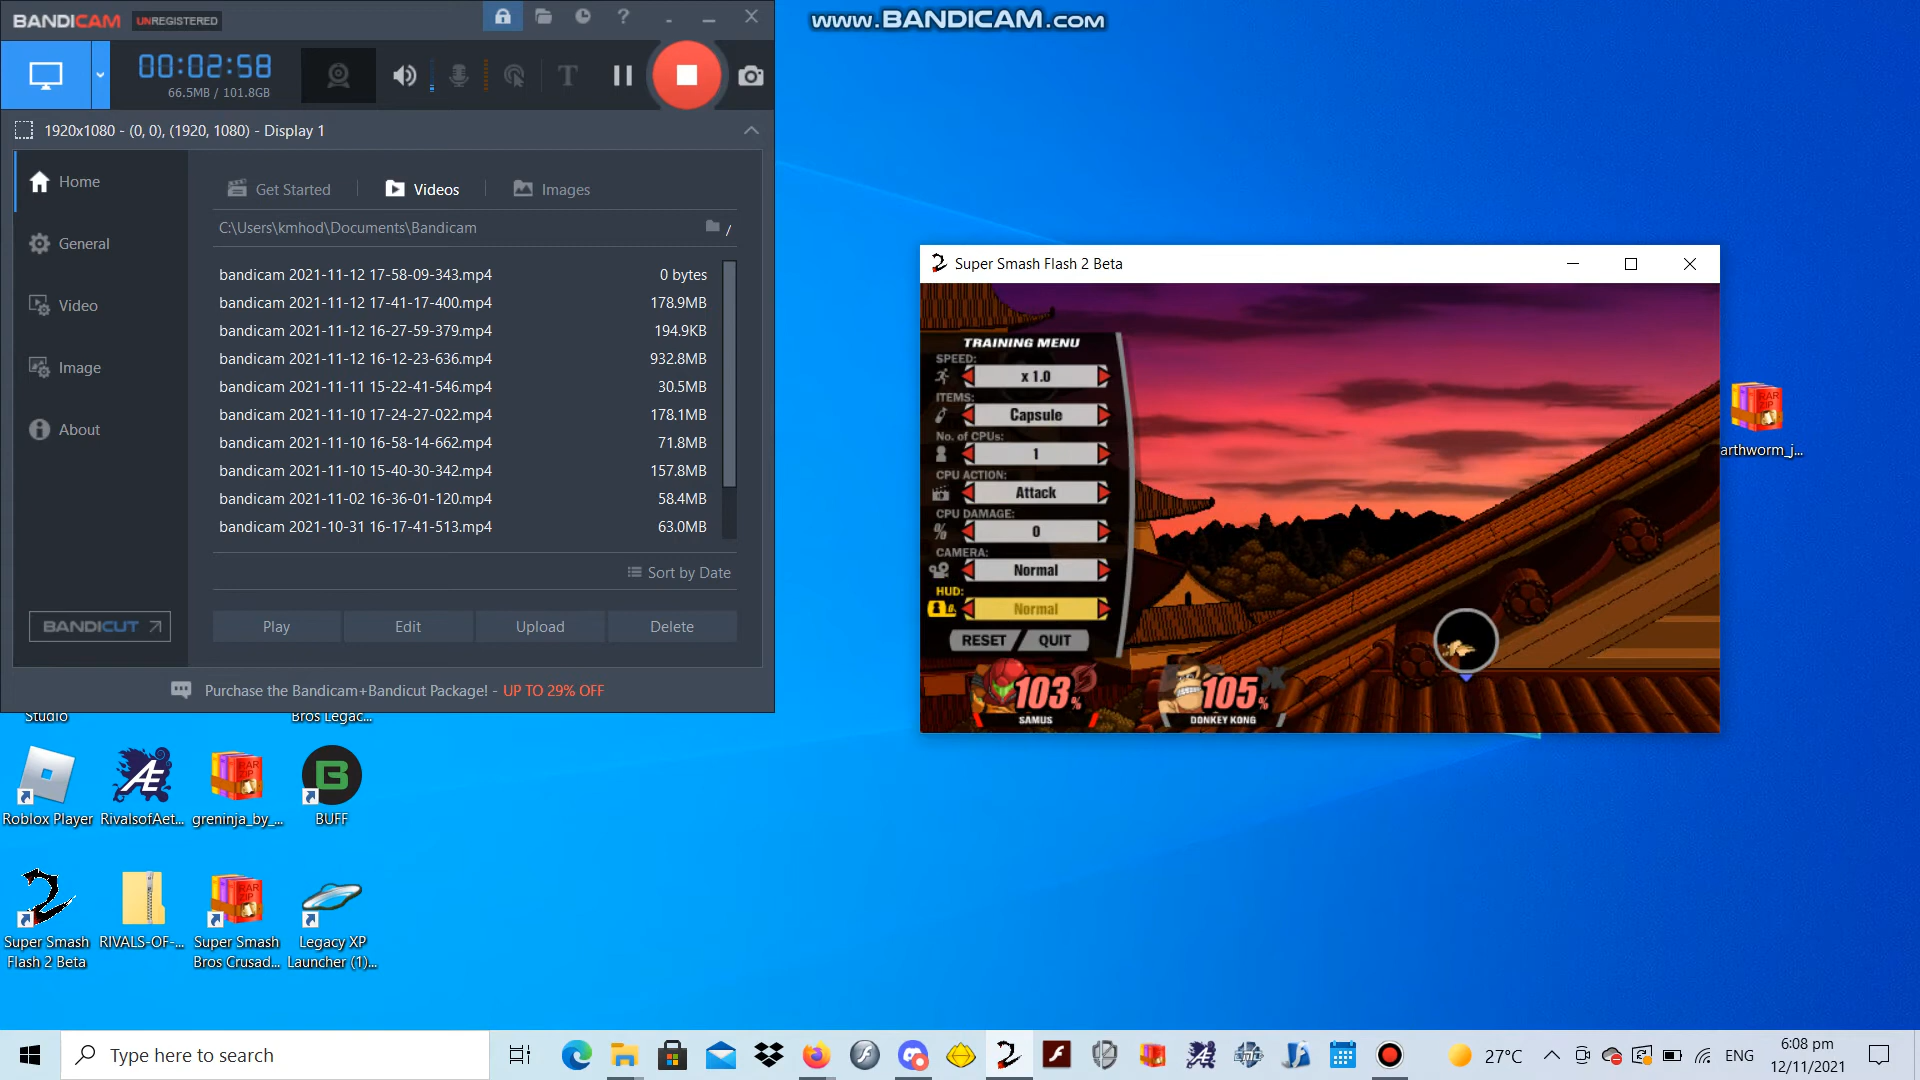 BANDICAM UNREGISTERED
www.BANDICAM.com
00:02:58
66.5MB / 101.8GB
T
1920x1080 - (0, 0), (1920, 1080) - Display 1
Home
General
Video
Image
About
BANDICUT
Get Started
Videos
Images
C:\Users\kmhod\Documents\Bandicam
bandicam 2021-11-12 17-58-09-343.mp4 0 bytes
bandicam 2021-11-12 17-41-17-400.mp4 178.9MB
bandicam 2021-11-12 16-27-59-379.mp4 194.9KB
bandicam 2021-11-12 16-12-23-636.mp4 932.8MB
bandicam 2021-11-11 15-22-41-546.mp4 30.5MB
bandicam 2021-11-10 17-24-27-022.mp4 178.1MB
bandicam 2021-11-10 16-58-14-662.mp4 71.8MB
bandicam 2021-11-10 15-40-30-342.mp4 157.8MB
bandicam 2021-11-02 16-36-01-120.mp4 58.4MB
bandicam 2021-10-31 16-17-41-513.mp4 63.0MB
Sort by Date
Play Edit Upload Delete
Purchase the Bandicam+Bandicut Package! - UP TO 29% OFF
Super Smash Flash 2 Beta
TRAINING MENU
SPEED:
x 1.0
ITEMS:
Capsule
No. of CPUs:
1
CPU ACTION:
Attack
CPU DAMAGE:
0
CAMERA:
Normal
HUD:
Normal
RESET / QUIT
103%
SAMUS
105%
DONKEY KONG
arthworm_j...
Studio
Bros Legac...
Roblox Player
RivalsofAet...
greninja_by_...
BUFF
Super Smash
Flash 2 Beta
RIVALS-OF-...
Super Smash
Bros Crusad...
Legacy XP
Launcher (1)...
Type here to search
27°C
ENG
6:08 pm
12/11/2021